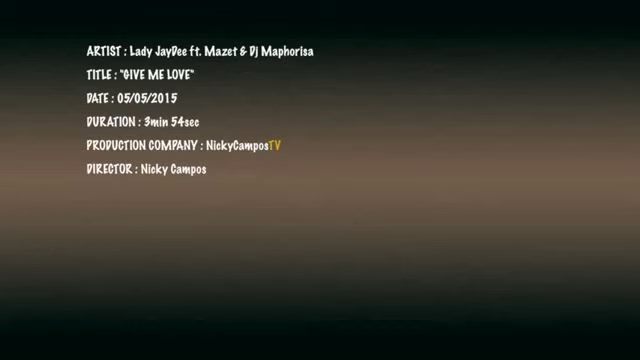 ARTIST : Lady JayDee ft. Mazet & Dj Maphorisa
TITLE : "GIVE ME LOVE"
DATE : 05/05/2015
DURATION : 3min 54sec
PRODUCTION COMPANY : NickyCamposTV
DIRECTOR : Nicky Campos